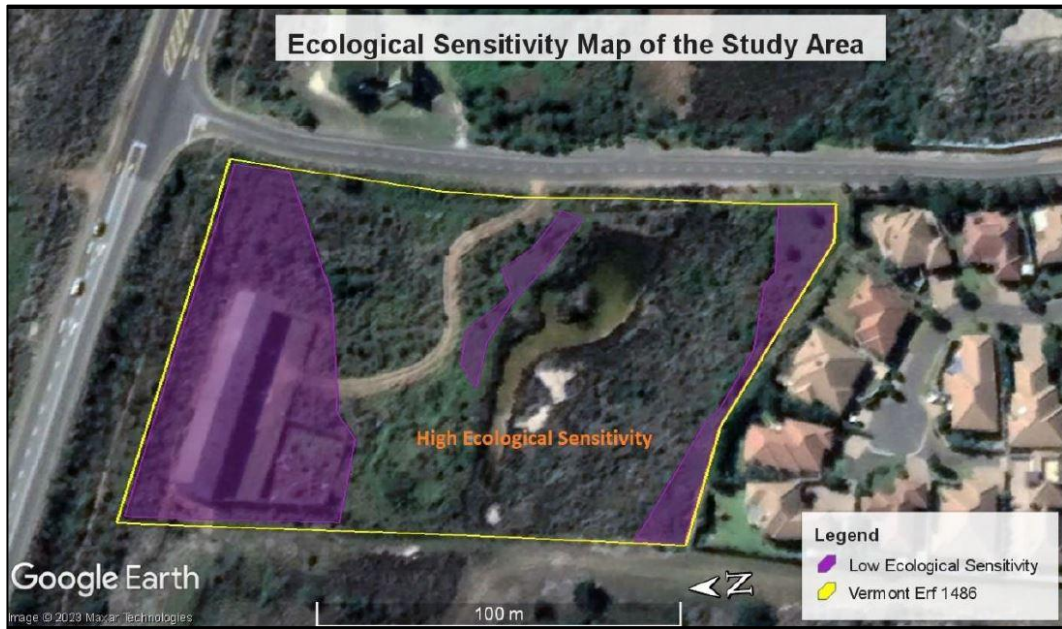 Ecological Sensitivity Map of the Study Area
High Ecological Sensitivity
Legend
Low Ecological Sensitivity
Vermont Erf 1486
Google Earth
N
100 m
Image © 2023 Maxar Technologies